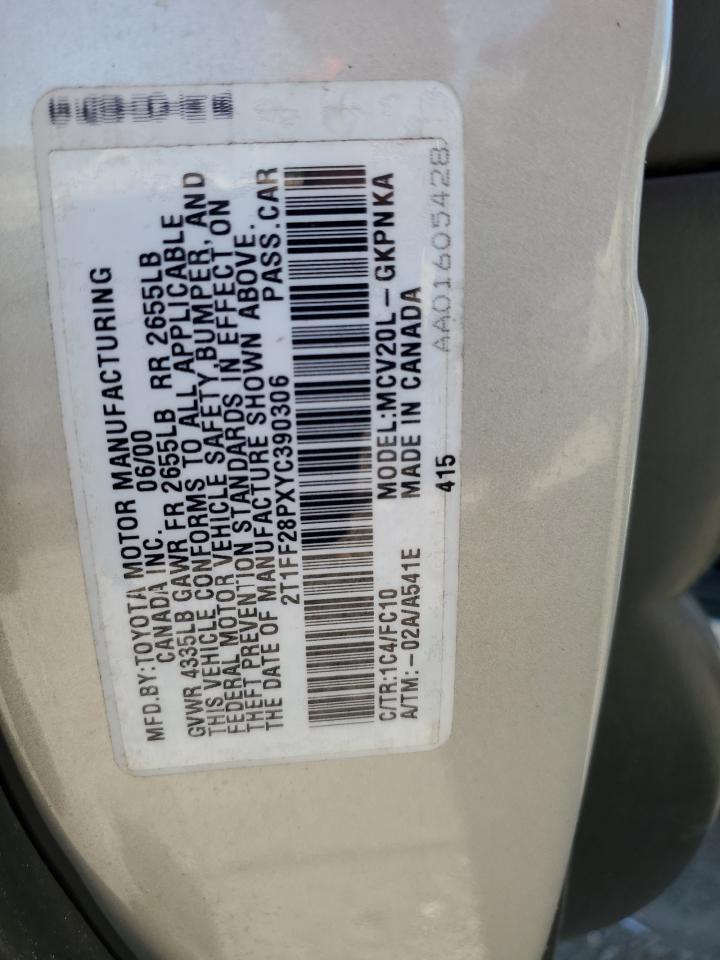 MFD.BY:TOYOTA MOTOR MANUFACTURING
CANADA INC. 06/00
GVWR 4335LB GAWR FR 2655LB RR 2655LB
THIS VEHICLE CONFORMS TO ALL APPLICABLE
FEDERAL MOTOR VEHICLE SAFETY,BUMPER, AND
THEFT PREVENTION STANDARDS IN EFFECT ON
THE DATE OF MANUFACTURE SHOWN ABOVE.
2T1FF28PXYC390306 PASS.CAR
C/TR:1C4/FC10 MODEL:MCV20L-GKPNKA
A/TM:-02A/A541E MADE IN CANADA
415
AA01605428